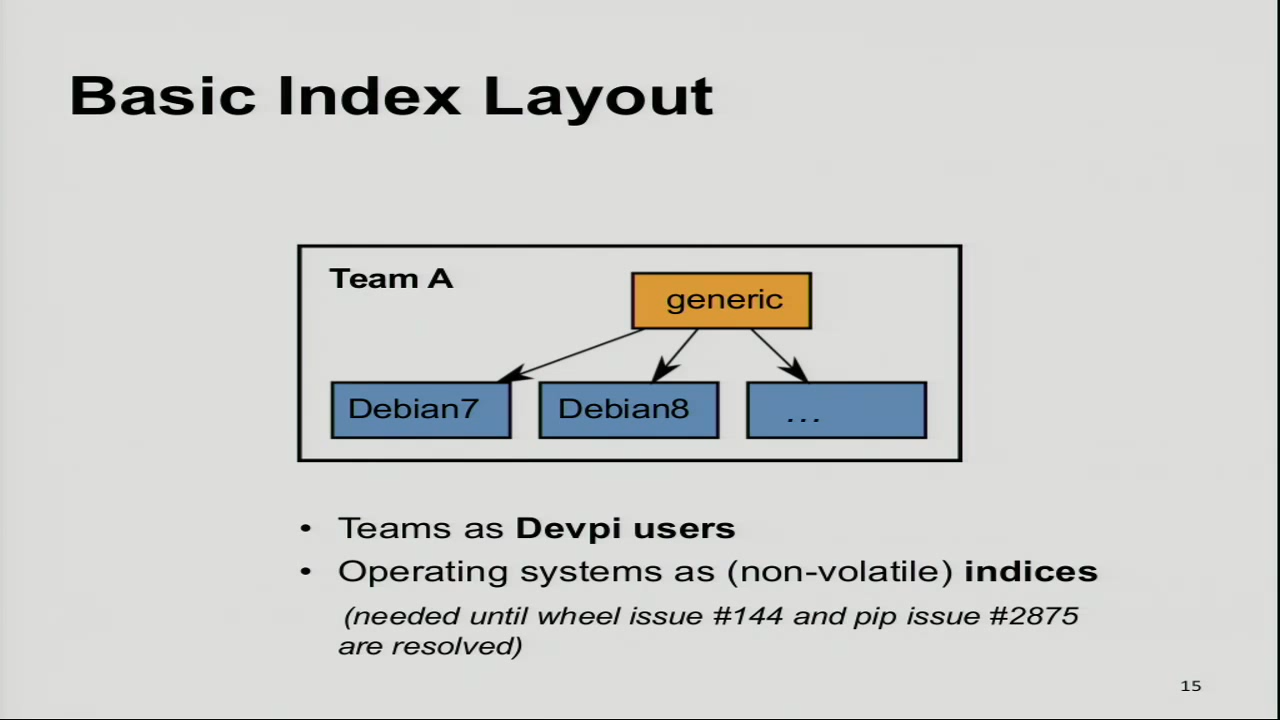 Basic Index Layout
Team A
generic
Debian7
Debian8
...
• Teams as Devpi users
• Operating systems as (non-volatile) indices
(needed until wheel issue #144 and pip issue #2875
are resolved)
15